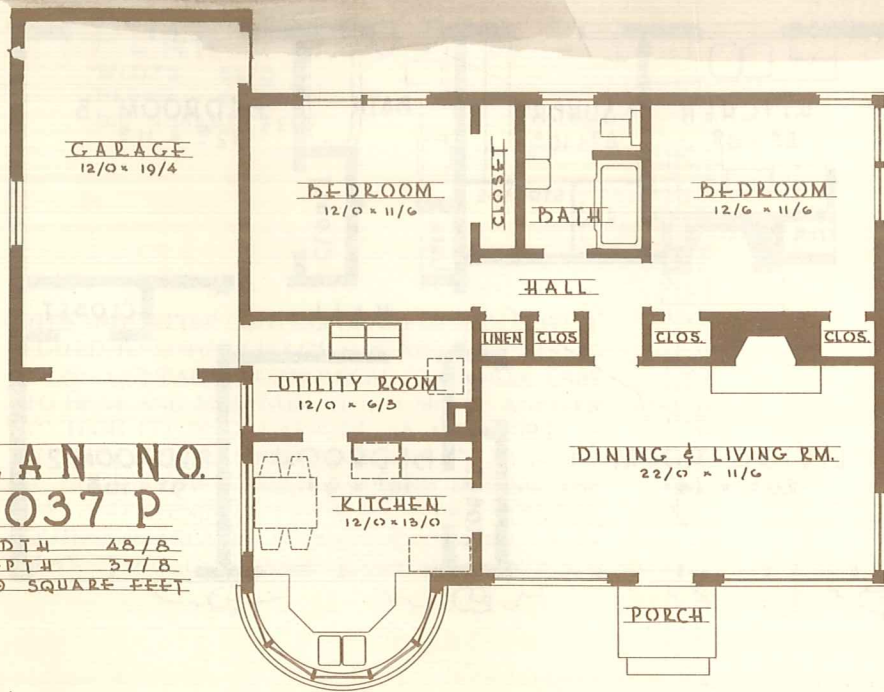 GARAGE
12/0 × 19/4
BEDROOM
12/0 × 11/6
CLOSET
BATH
BEDROOM
12/6 × 11/6
HALL
LINEN
CLOS
CLOS.
CLOS.
UTILITY ROOM
12/0 × 6/3
DINING & LIVING RM.
22/0 × 11/6
KITCHEN
12/0 × 13/0
PORCH
LAN NO.
037 P
DTH 48/8
PTH 37/8
SQUARE FEET